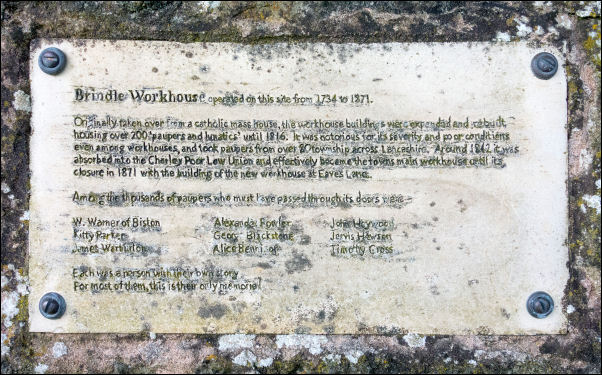 Brindle Workhouse operated on this site from 1734 to 1871.
Originally taken over from a catholic mass house, the workhouse buildings were expanded and rebuilt
housing over 200 'paupers and lunatics' until 1816. It was notorious for its severity and poor conditions
even among workhouses, and took paupers from over 80 township across Lancashire. Around 1842 it was
absorbed into the Chorley Poor Law Union and effectively became the towns main workhouse until its
closure in 1871 with the building of the new workhouse at Eaves Lane.
Among the thousands of paupers who must have passed through its doors were
W. Warner of Biston Alexander Fowler John Heywood
Kitty Parker Geor Blackstone Jervis Hewson
James Warburton Alice Timothy Cross
Each was a person with their own story
For most of them, this is their only memorial